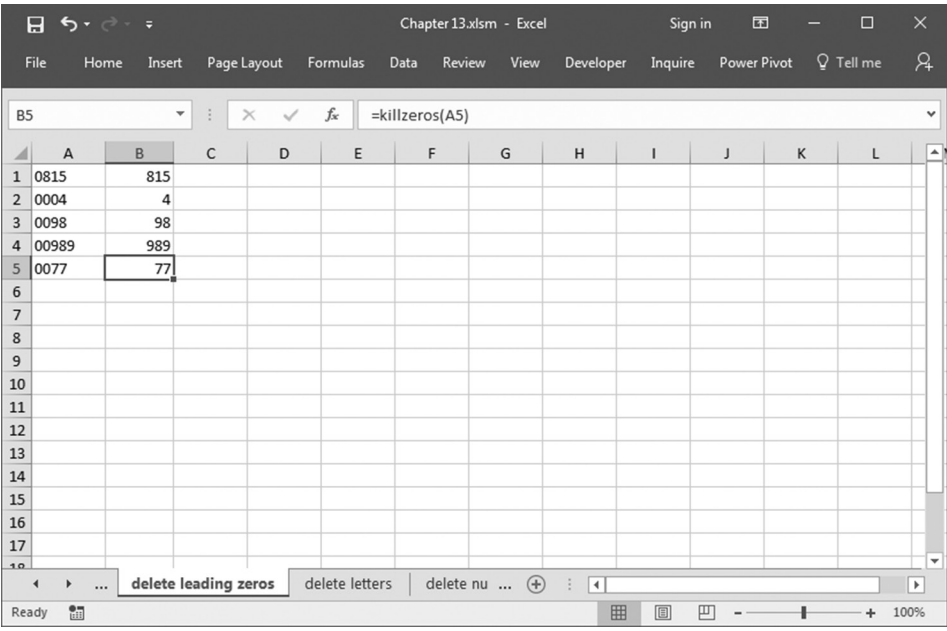 Chapter 13.xlsm - Excel Sign in
File Home Insert Page Layout Formulas Data Review View Developer Inquire Power Pivot Tell me
B5 fx =killzeros(A5)
A B C D E F G H I J K L
1 0815 815
2 0004 4
3 0098 98
4 00989 989
5 0077 77
6
7
8
9
10
11
12
13
14
15
16
17
18
... delete leading zeros delete letters delete nu ...
Ready 100%